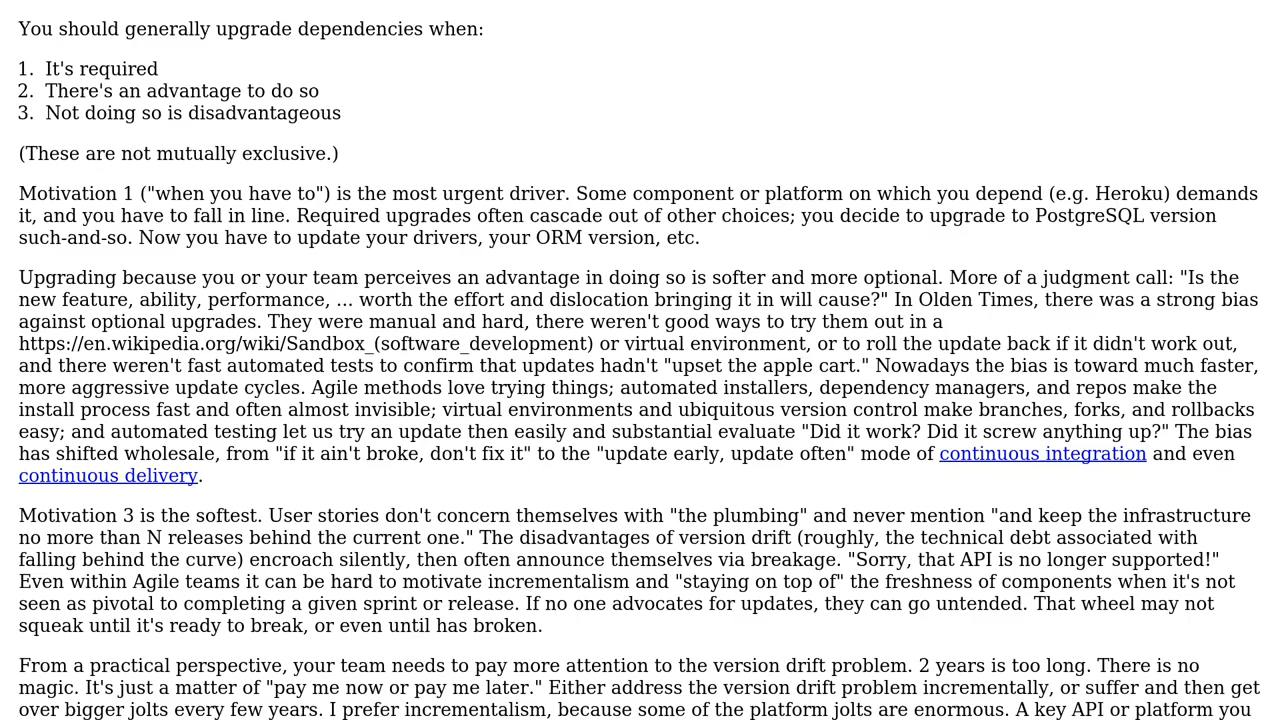 You should generally upgrade dependencies when:
1. It's required
2. There's an advantage to do so
3. Not doing so is disadvantageous
(These are not mutually exclusive.)
Motivation 1 ("when you have to") is the most urgent driver. Some component or platform on which you depend (e.g. Heroku) demands
it, and you have to fall in line. Required upgrades often cascade out of other choices; you decide to upgrade to PostgreSQL version
such-and-so. Now you have to update your drivers, your ORM version, etc.
Upgrading because you or your team perceives an advantage in doing so is softer and more optional. More of a judgment call: "Is the
new feature, ability, performance, ... worth the effort and dislocation bringing it in will cause?" In Olden Times, there was a strong bias
against optional upgrades. They were manual and hard, there weren't good ways to try them out in a
https://en.wikipedia.org/wiki/Sandbox_(software_development) or virtual environment, or to roll the update back if it didn't work out,
and there weren't fast automated tests to confirm that updates hadn't "upset the apple cart." Nowadays the bias is toward much faster,
more aggressive update cycles. Agile methods love trying things; automated installers, dependency managers, and repos make the
install process fast and often almost invisible; virtual environments and ubiquitous version control make branches, forks, and rollbacks
easy; and automated testing let us try an update then easily and substantial evaluate "Did it work? Did it screw anything up?" The bias
has shifted wholesale, from "if it ain't broke, don't fix it" to the "update early, update often" mode of continuous integration and even
continuous delivery.
Motivation 3 is the softest. User stories don't concern themselves with "the plumbing" and never mention "and keep the infrastructure
no more than N releases behind the current one." The disadvantages of version drift (roughly, the technical debt associated with
falling behind the curve) encroach silently, then often announce themselves via breakage. "Sorry, that API is no longer supported!"
Even within Agile teams it can be hard to motivate incrementalism and "staying on top of" the freshness of components when it's not
seen as pivotal to completing a given sprint or release. If no one advocates for updates, they can go untended. That wheel may not
squeak until it's ready to break, or even until has broken.
From a practical perspective, your team needs to pay more attention to the version drift problem. 2 years is too long. There is no
magic. It's just a matter of "pay me now or pay me later." Either address the version drift problem incrementally, or suffer and then get
over bigger jolts every few years. I prefer incrementalism, because some of the platform jolts are enormous. A key API or platform you